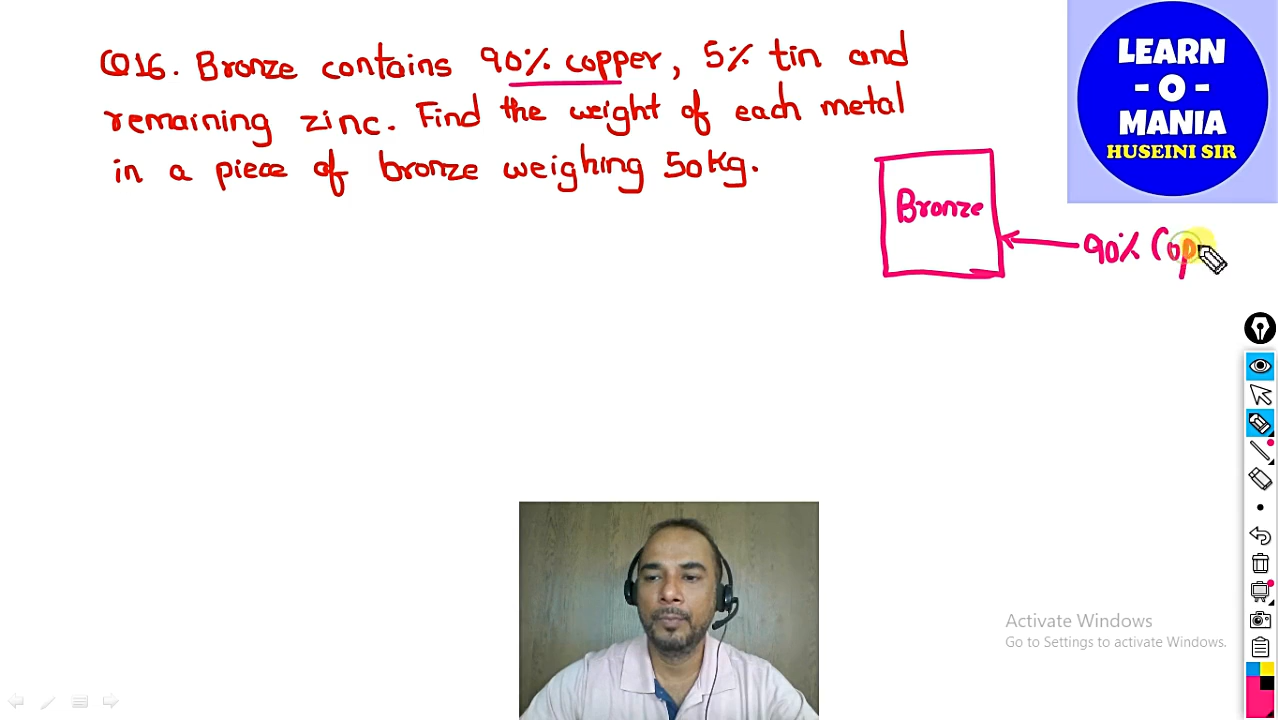 Q16. Bronze contains 90% copper, 5% tin and
remaining zinc. Find the weight of each metal
in a piece of bronze weighing 50Kg.
LEARN
- O -
MANIA
HUSEINI SIR
Bronze
90% Cop
Activate Windows
Go to Settings to activate Windows.